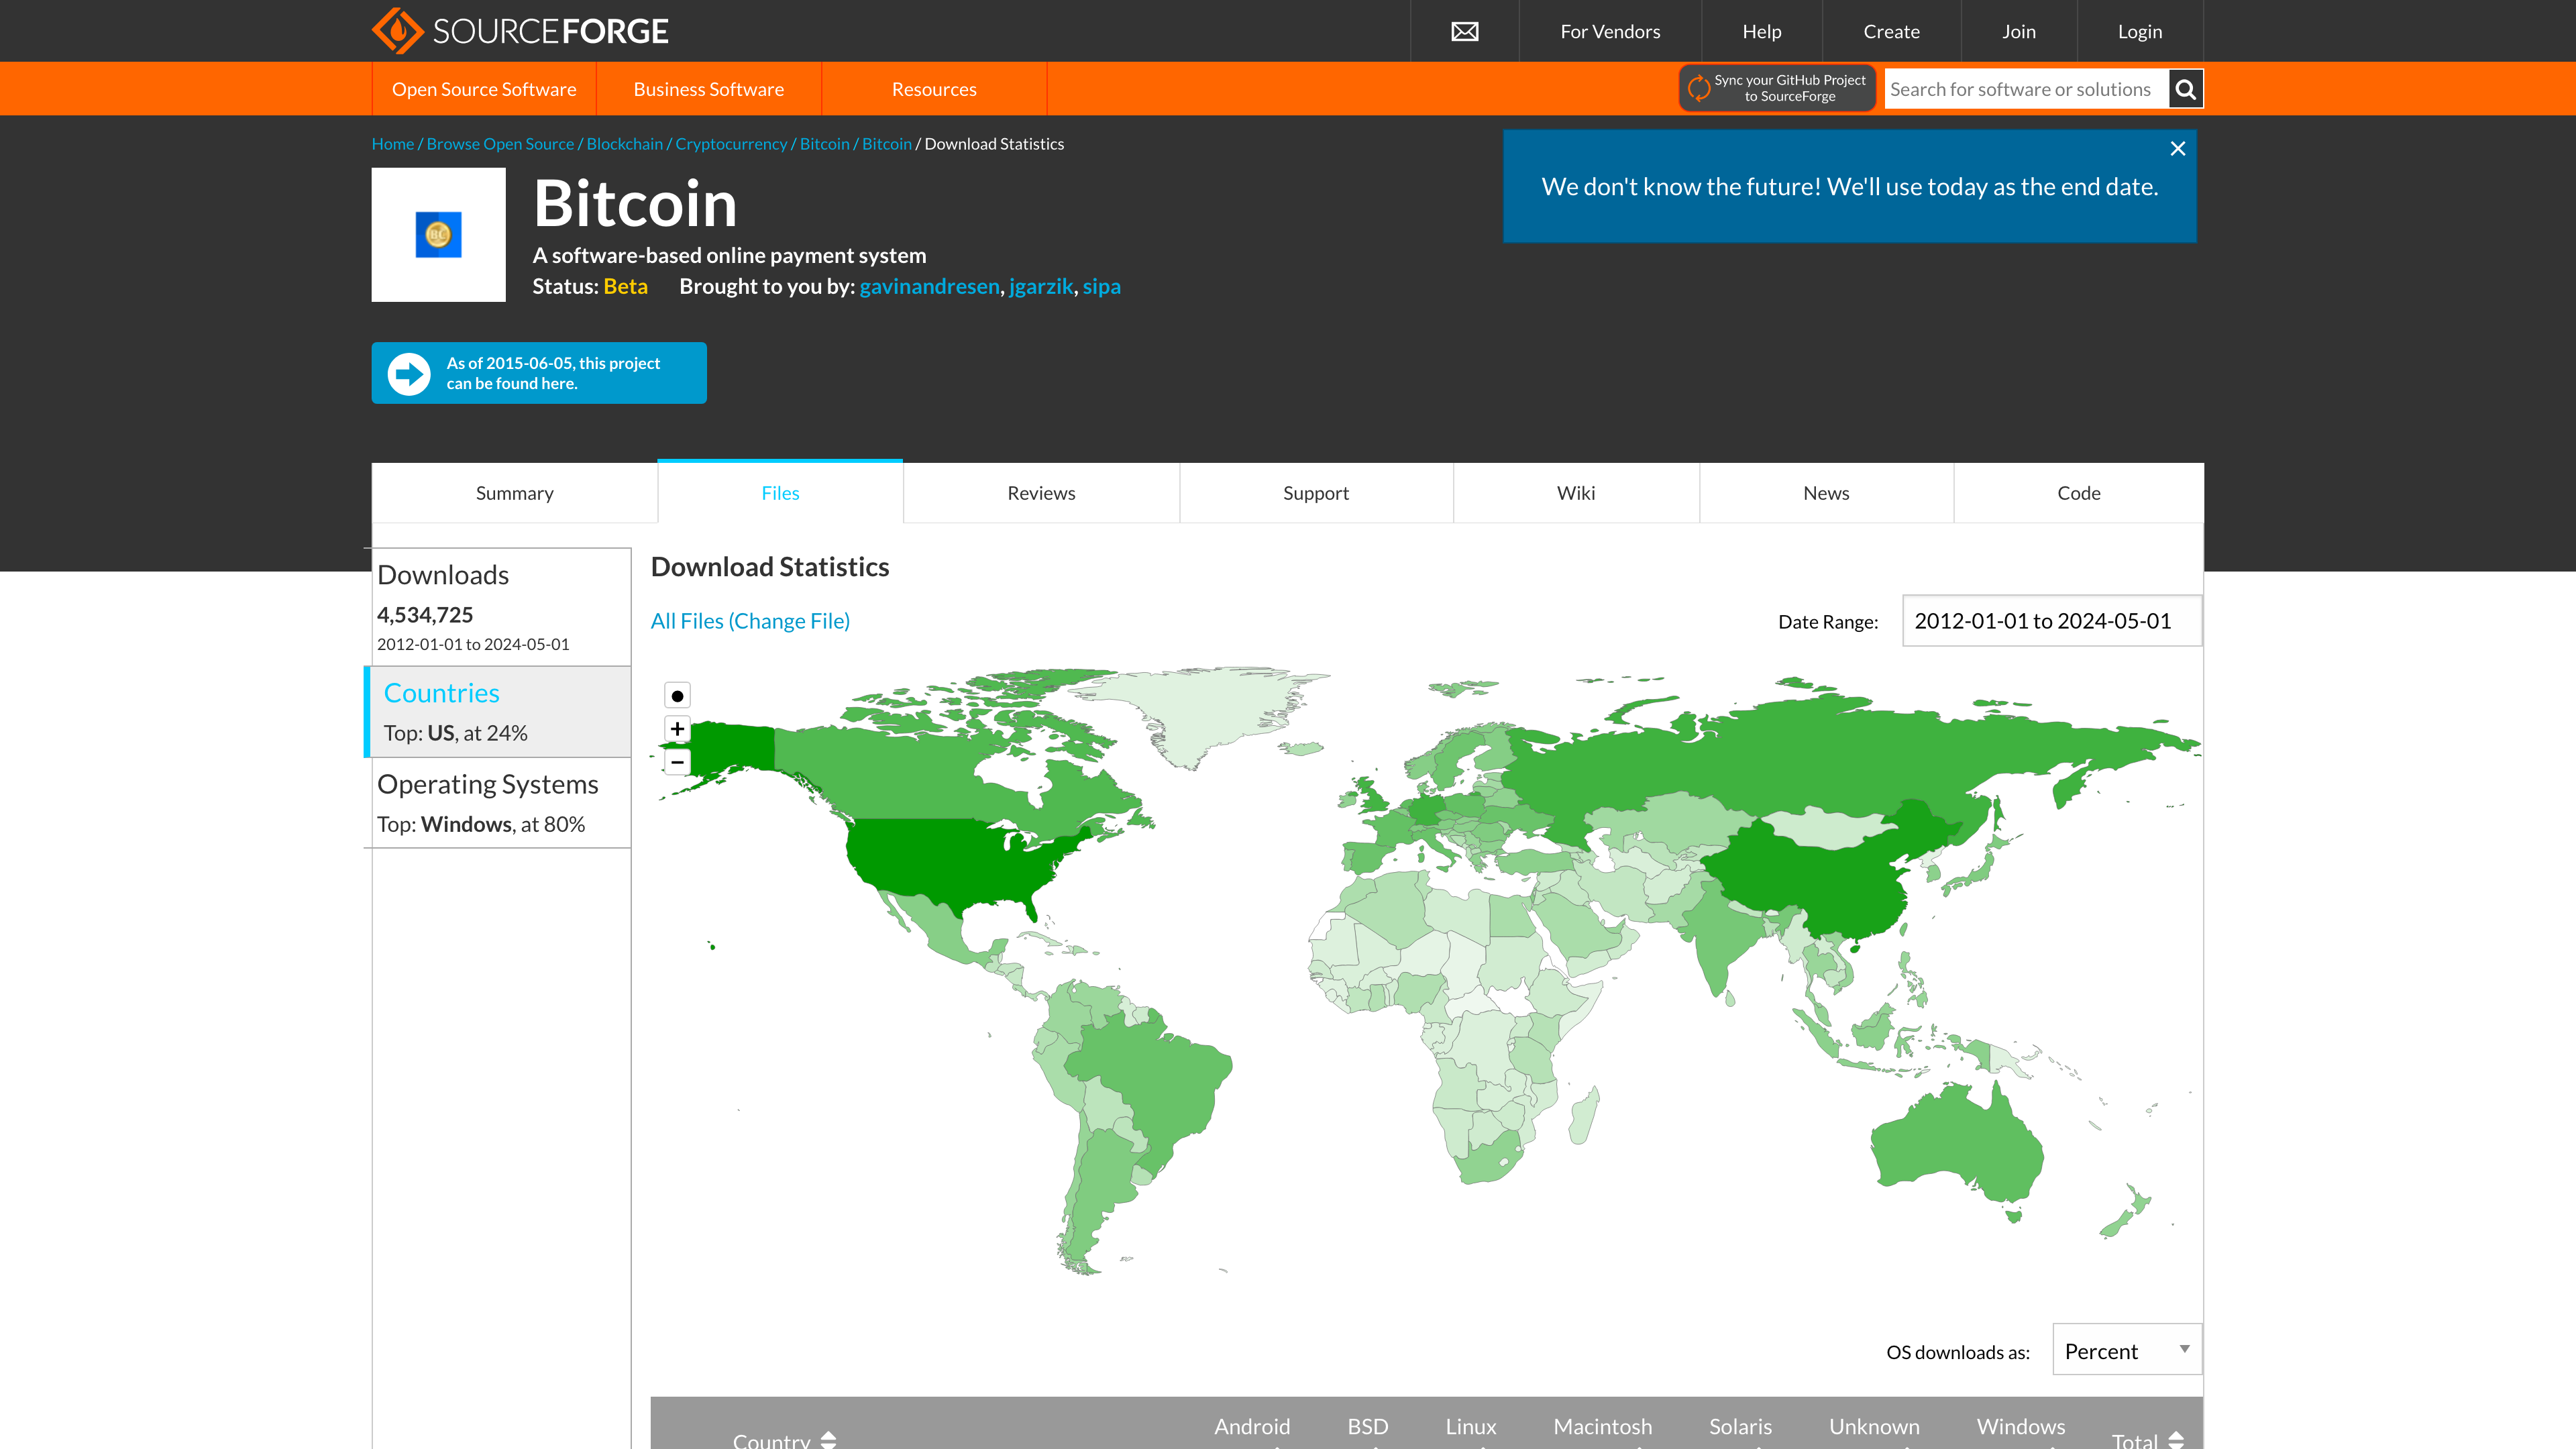 SOURCEFORGE
For Vendors
Help
Create
Join
Login
Open Source Software
Business Software
Resources
Sync your GitHub Project
to SourceForge
Search for software or solutions
Home / Browse Open Source / Blockchain / Cryptocurrency / Bitcoin / Bitcoin / Download Statistics
We don't know the future! We'll use today as the end date.
BC
Bitcoin
A software-based online payment system
Status: Beta
Brought to you by: gavinandresen, jgarzik, sipa
As of 2015-06-05, this project
can be found here.
Summary
Files
Reviews
Support
Wiki
News
Code
Downloads
4,534,725
2012-01-01 to 2024-05-01
Countries
Top: US, at 24%
Operating Systems
Top: Windows, at 80%
Download Statistics
All Files (Change File)
Date Range:
2012-01-01 to 2024-05-01
+
−
OS downloads as:
Percent
Country
Android
BSD
Linux
Macintosh
Solaris
Unknown
Windows
Total